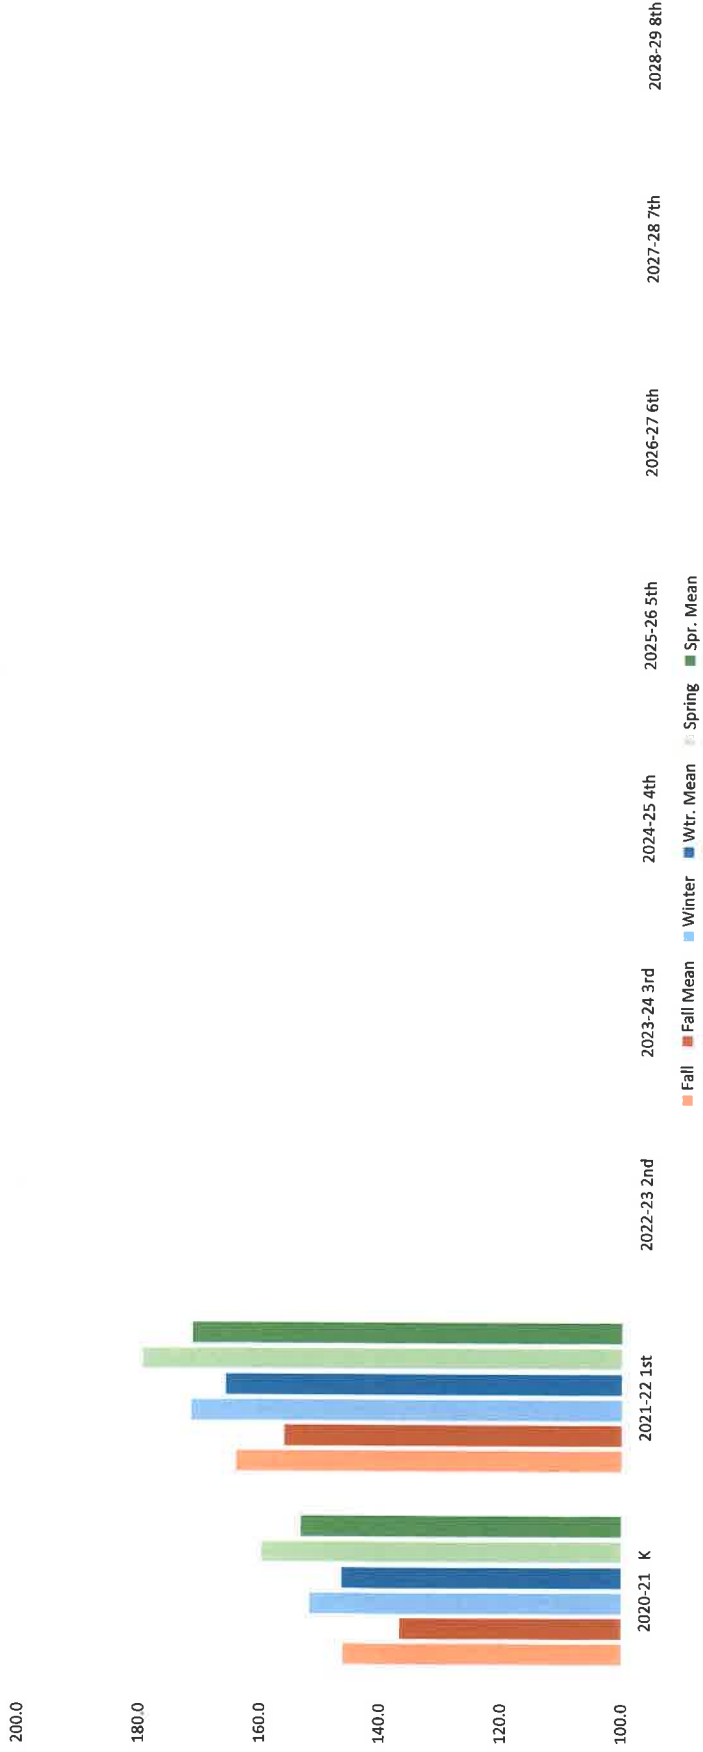 200.0
180.0
160.0
140.0
120.0
100.0
2020-21 K
2021-22 1st
2022-23 2nd
2023-24 3rd
2024-25 4th
2025-26 5th
2026-27 6th
2027-28 7th
2028-29 8th
Fall Fall Mean Winter Wtr. Mean Spring Spr. Mean